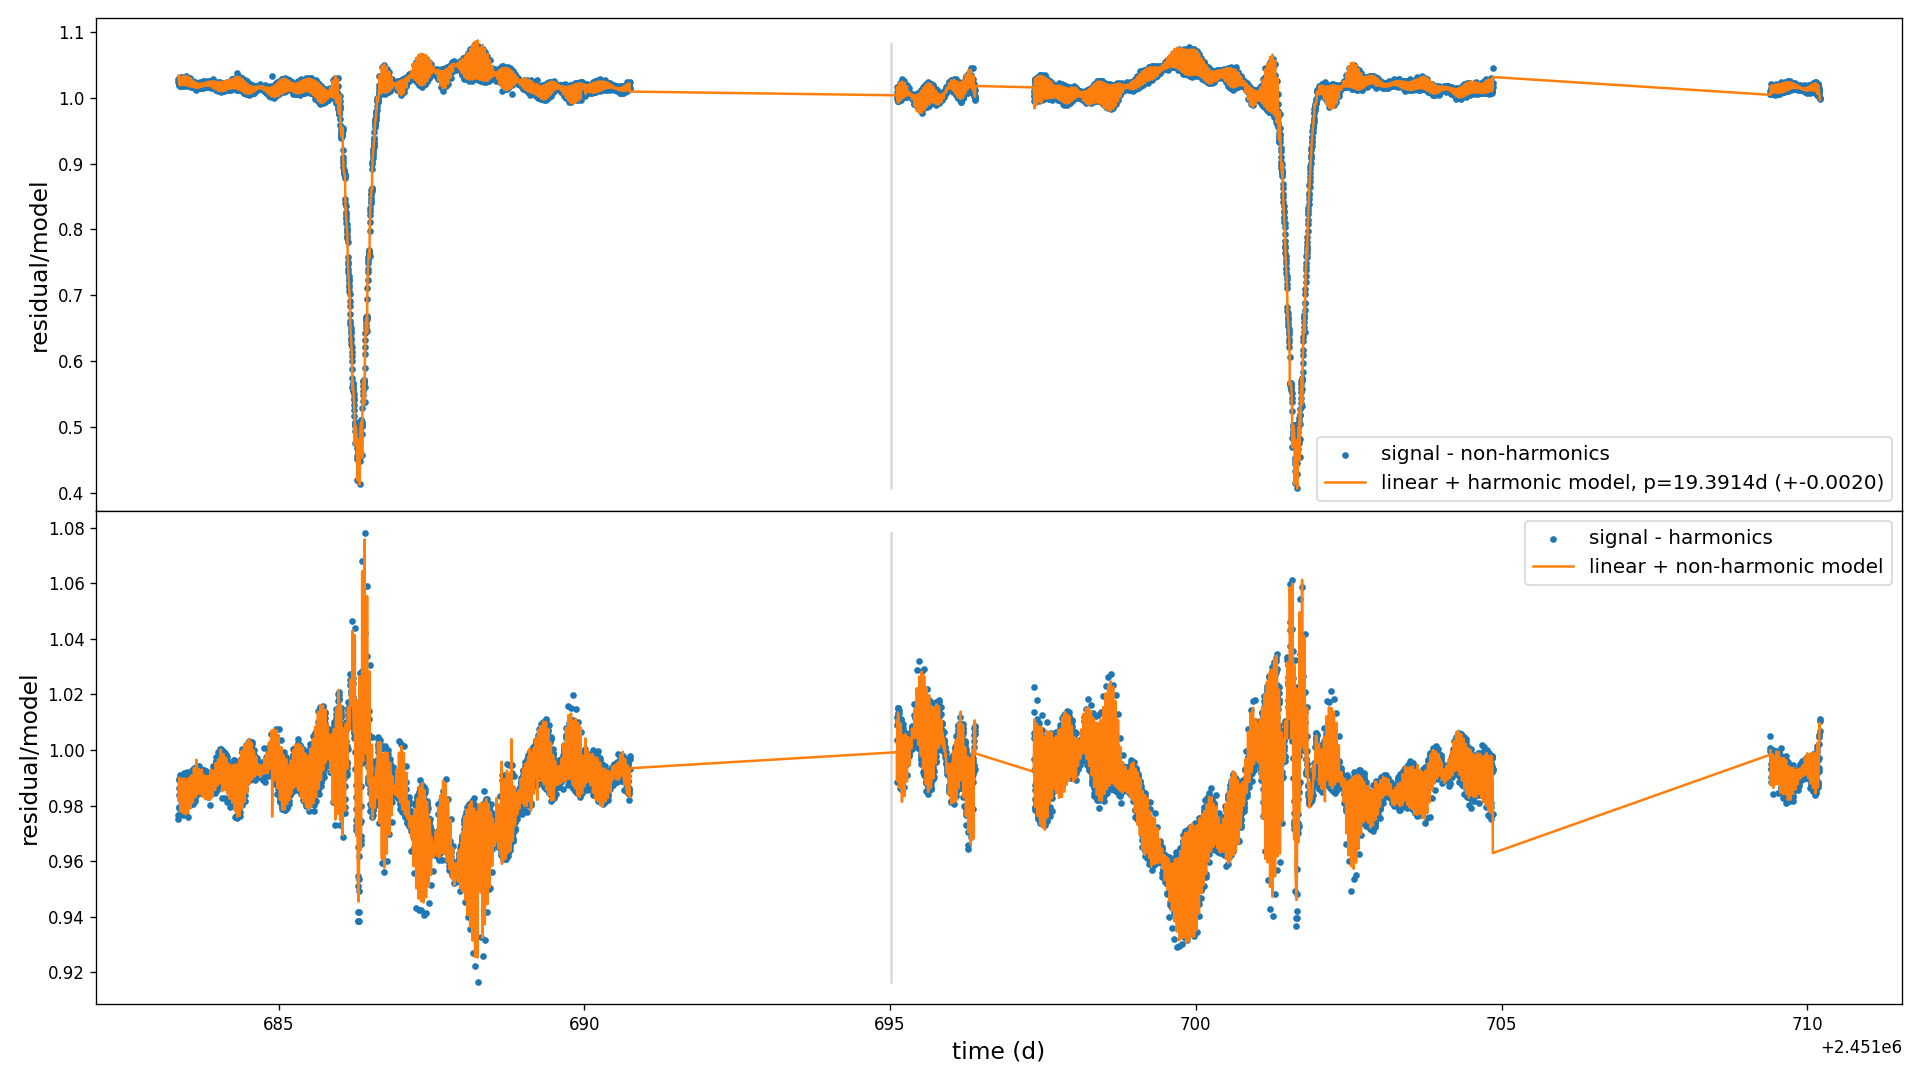 1.1
1.0
0.9
0.8
0.7
0.6
0.5
0.4
residual/model
signal - non-harmonics
linear + harmonic model, p=19.3914d (+-0.0020)
1.08
1.06
1.04
1.02
1.00
0.98
0.96
0.94
0.92
residual/model
signal - harmonics
linear + non-harmonic model
685
690
695
700
705
710
time (d)
+2.451e6